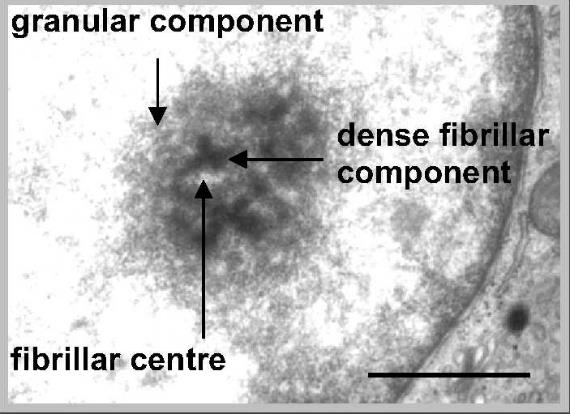 granular component
dense fibrillar
component
fibrillar centre